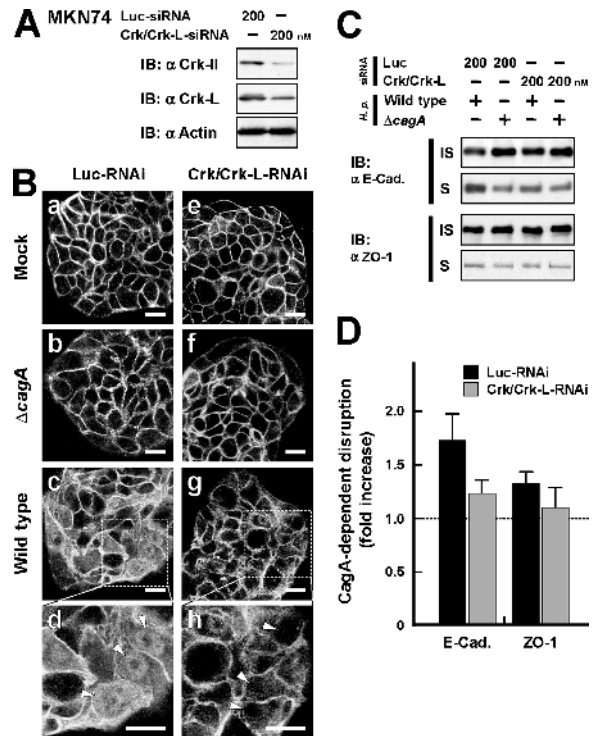 A MKN74
Luc-siRNA 200 –
Crk/Crk-L-siRNA – 200 nM
IB: α Crk-II
IB: α Crk-L
IB: α Actin
B
Luc-RNAi Crk/Crk-L-RNAi
Mock
a e
ΔcagA
b f
Wild type
c g
d h
C
siRNA
Luc 200 200 – –
Crk/Crk-L – – 200 200 nM
H. p.
Wild type + – + –
ΔcagA – + – +
IB: α E-Cad.
IS
S
IB: α ZO-1
IS
S
D
Luc-RNAi
Crk/Crk-L-RNAi
CagA-dependent disruption
(fold increase)
2.0
1.5
1
0.5
0
E-Cad. ZO-1